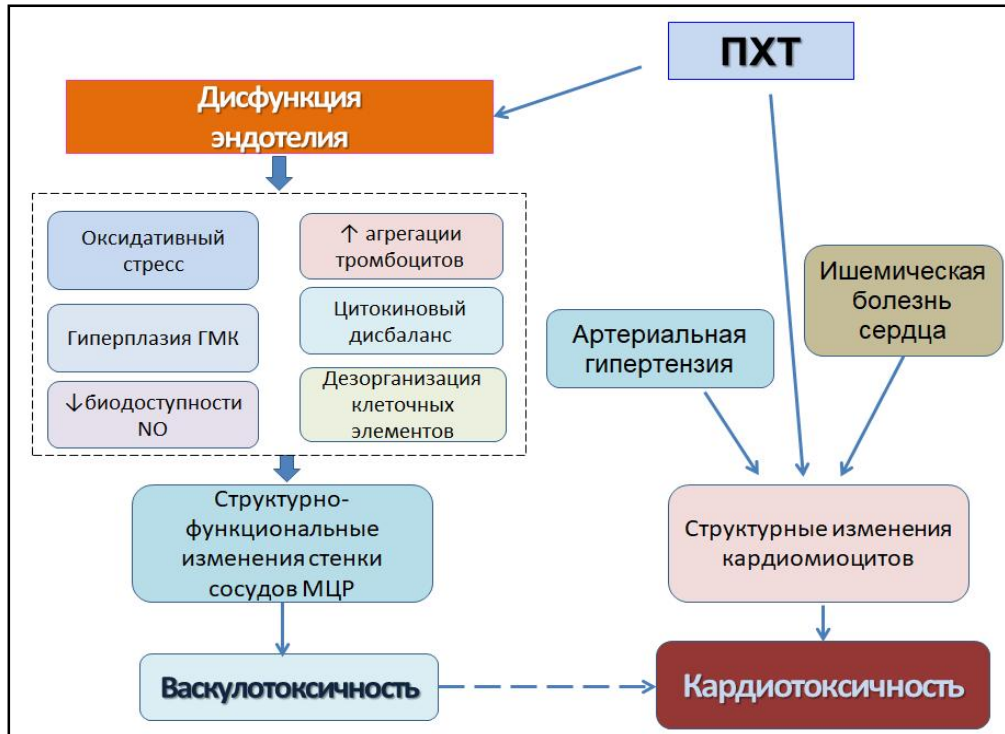 ПХТ
Дисфункция
эндотелия
Оксидативный
стресс
↑ агрегации
тромбоцитов
Гиперплазия ГМК
Цитокиновый
дисбаланс
↓биодоступности
NO
Дезорганизация
клеточных
элементов
Артериальная
гипертензия
Ишемическая
болезнь
сердца
Структурно-
функциональные
изменения стенки
сосудов МЦР
Структурные изменения
кардиомиоцитов
Васкулотоксичность
Кардиотоксичность